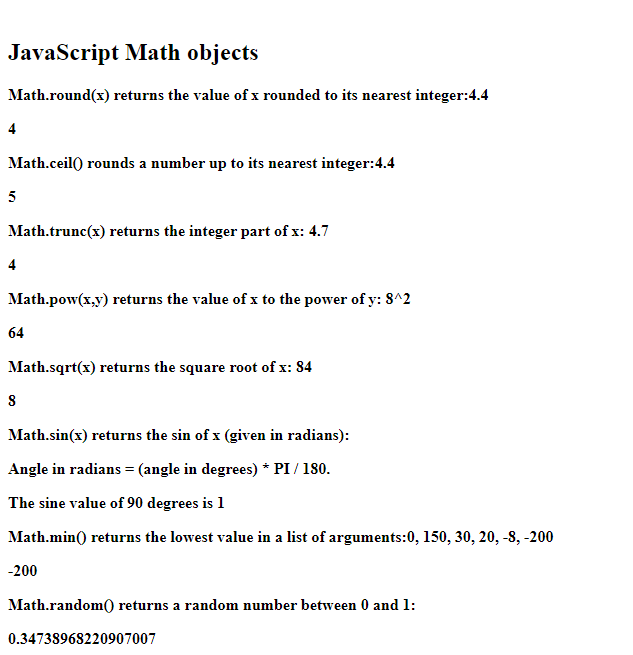 JavaScript Math objects
Math.round(x) returns the value of x rounded to its nearest integer:4.4
4
Math.ceil() rounds a number up to its nearest integer:4.4
5
Math.trunc(x) returns the integer part of x: 4.7
4
Math.pow(x,y) returns the value of x to the power of y: 8^2
64
Math.sqrt(x) returns the square root of x: 84
8
Math.sin(x) returns the sin of x (given in radians):
Angle in radians = (angle in degrees) * PI / 180.
The sine value of 90 degrees is 1
Math.min() returns the lowest value in a list of arguments:0, 150, 30, 20, -8, -200
-200
Math.random() returns a random number between 0 and 1:
0.34738968220907007